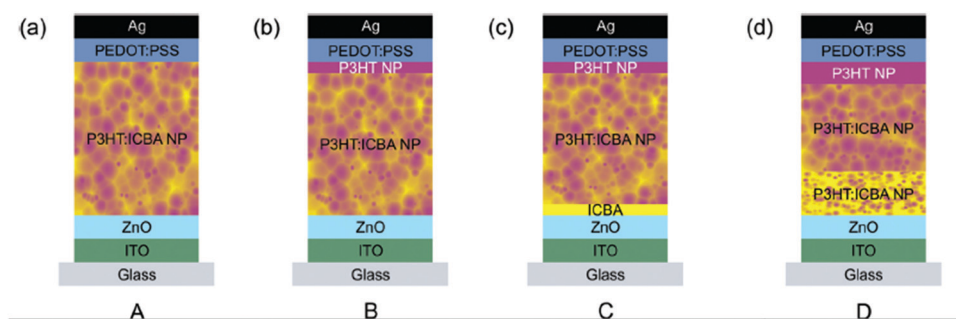 (a)
Ag
PEDOT:PSS
P3HT:ICBA NP
ZnO
ITO
Glass
A
(b)
Ag
PEDOT:PSS
P3HT NP
P3HT:ICBA NP
ZnO
ITO
Glass
B
(c)
Ag
PEDOT:PSS
P3HT NP
P3HT:ICBA NP
ICBA
ZnO
ITO
Glass
C
(d)
Ag
PEDOT:PSS
P3HT NP
P3HT:ICBA NP
P3HT:ICBA NP
ZnO
ITO
Glass
D